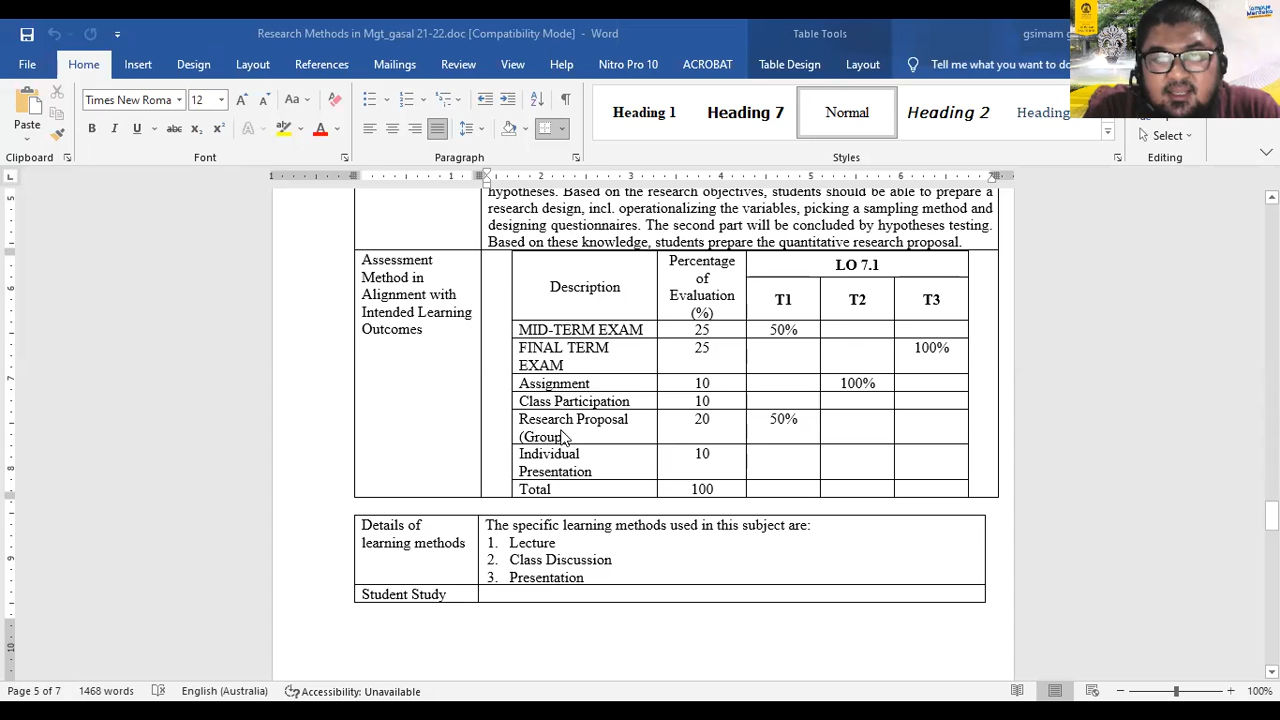 Research Methods in Mgt_gasal 21-22.doc [Compatibility Mode] - Word
Table Tools
gsimam
File Home Insert Design Layout References Mailings Review View Help Nitro Pro 10 ACROBAT Table Design Layout Tell me what you want to do
Times New Roma 12
Paste
Heading 1 Heading 7 Normal Heading 2 Heading
Select
Clipboard Font Paragraph Styles Editing
hypotheses. Based on the research objectives, students should be able to prepare a
research design, incl. operationalizing the variables, picking a sampling method and
designing questionnaires. The second part will be concluded by hypotheses testing.
Based on these knowledge, students prepare the quantitative research proposal.
Assessment
Method in
Alignment with
Intended Learning
Outcomes
Description
Percentage
of
Evaluation
(%)
LO 7.1
T1 T2 T3
MID-TERM EXAM 25 50%
FINAL TERM
EXAM 25 100%
Assignment 10 100%
Class Participation 10
Research Proposal
(Group) 20 50%
Individual
Presentation 10
Total 100
Details of
learning methods
The specific learning methods used in this subject are:
1. Lecture
2. Class Discussion
3. Presentation
Student Study
Page 5 of 7 1468 words English (Australia) Accessibility: Unavailable 100%